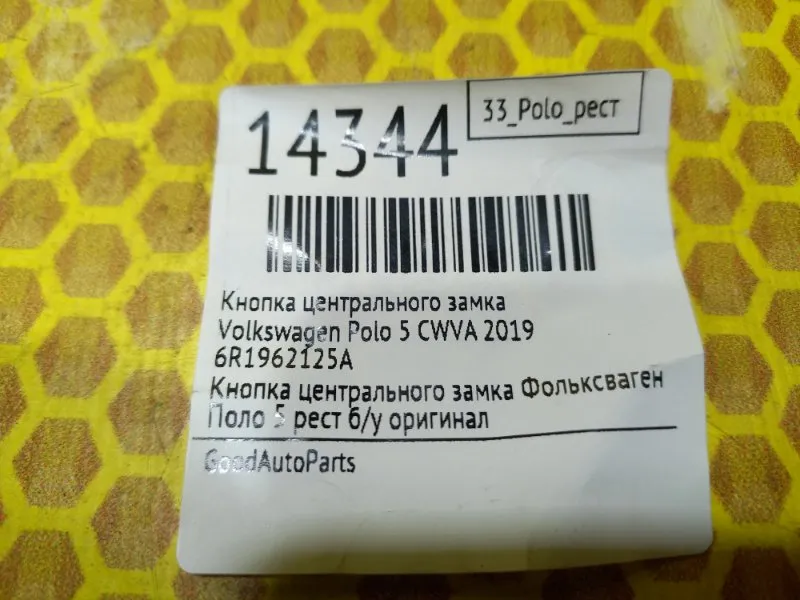 33_Polo_рест
14344
Кнопка центрального замка
Volkswagen Polo 5 CWVA 2019
6R1962125A
Кнопка центрального замка Фольксваген
Поло 5 рест б/у оригинал
GoodAutoParts